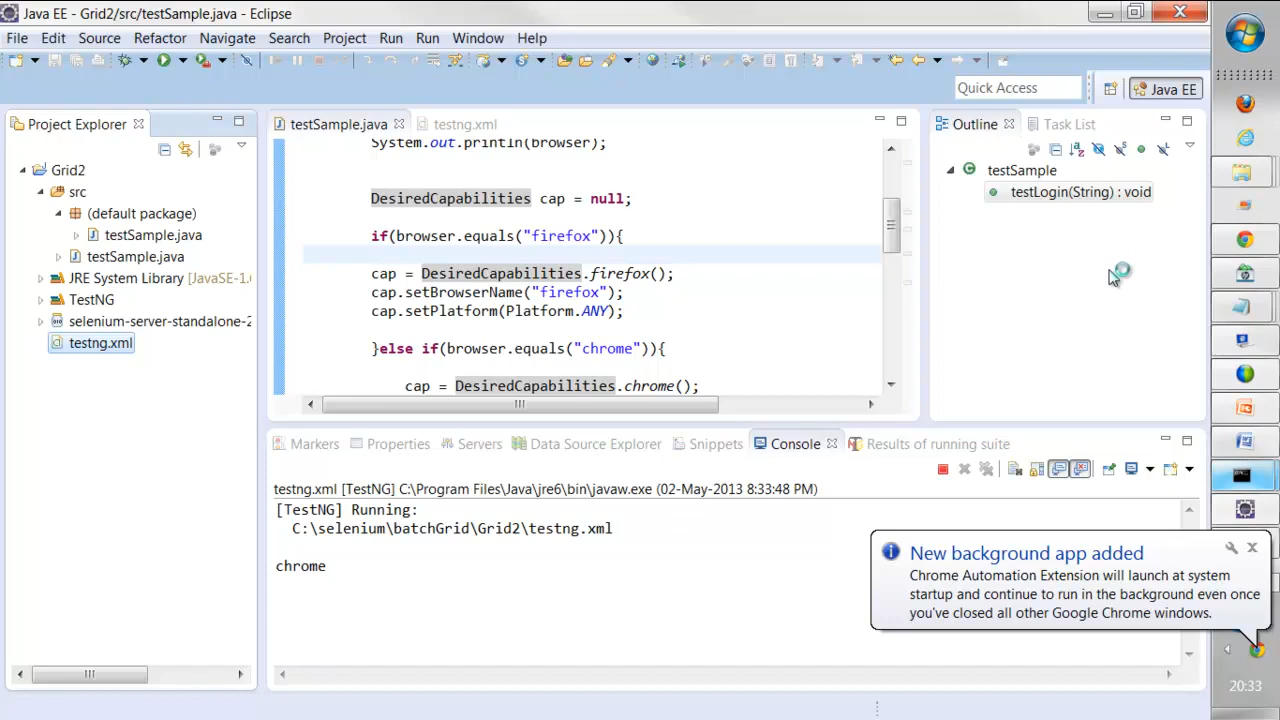 Java EE - Grid2/src/testSample.java - Eclipse
File Edit Source Refactor Navigate Search Project Run Run Window Help
Quick Access
Java EE
Project Explorer
Grid2
src
(default package)
testSample.java
testSample.java
JRE System Library [JavaSE-1.
TestNG
selenium-server-standalone-2
testng.xml
testSample.java
testng.xml
System.out.println(browser);
DesiredCapabilities cap = null;
if(browser.equals("firefox")){
cap = DesiredCapabilities.firefox();
cap.setBrowserName("firefox");
cap.setPlatform(Platform.ANY);
}else if(browser.equals("chrome")){
cap = DesiredCapabilities.chrome();
Outline
Task List
testSample
testLogin(String) : void
Markers Properties Servers Data Source Explorer Snippets Console Results of running suite
testng.xml [TestNG] C:\Program Files\Java\jre6\bin\javaw.exe (02-May-2013 8:33:48 PM)
[TestNG] Running:
C:\selenium\batchGrid\Grid2\testng.xml
chrome
New background app added
Chrome Automation Extension will launch at system
startup and continue to run in the background even once
you've closed all other Google Chrome windows.
20:33